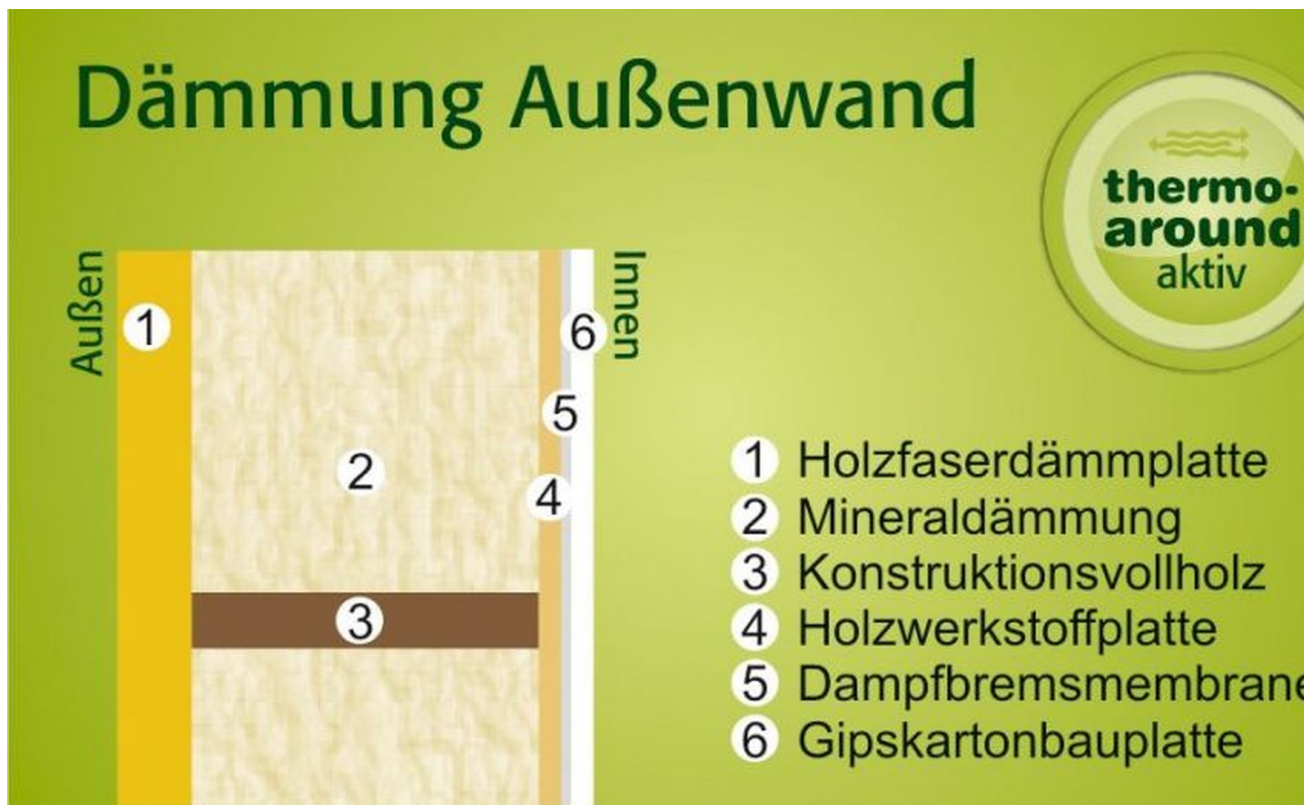 Dämmung Außenwand
thermo-
around
aktiv
Außen
Innen
1
6
5
2
4
3
1 Holzfaserdämmplatte
2 Mineraldämmung
3 Konstruktionsvollholz
4 Holzwerkstoffplatte
5 Dampfbremsmembrane
6 Gipskartonbauplatte